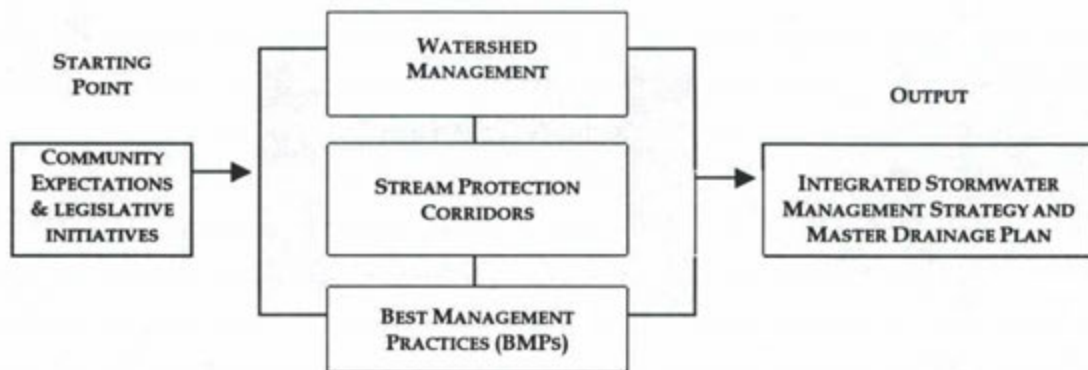 STARTING
POINT
COMMUNITY
EXPECTATIONS
& LEGISLATIVE
INITIATIVES
WATERSHED
MANAGEMENT
STREAM PROTECTION
CORRIDORS
BEST MANAGEMENT
PRACTICES (BMPS)
OUTPUT
INTEGRATED STORMWATER
MANAGEMENT STRATEGY AND
MASTER DRAINAGE PLAN